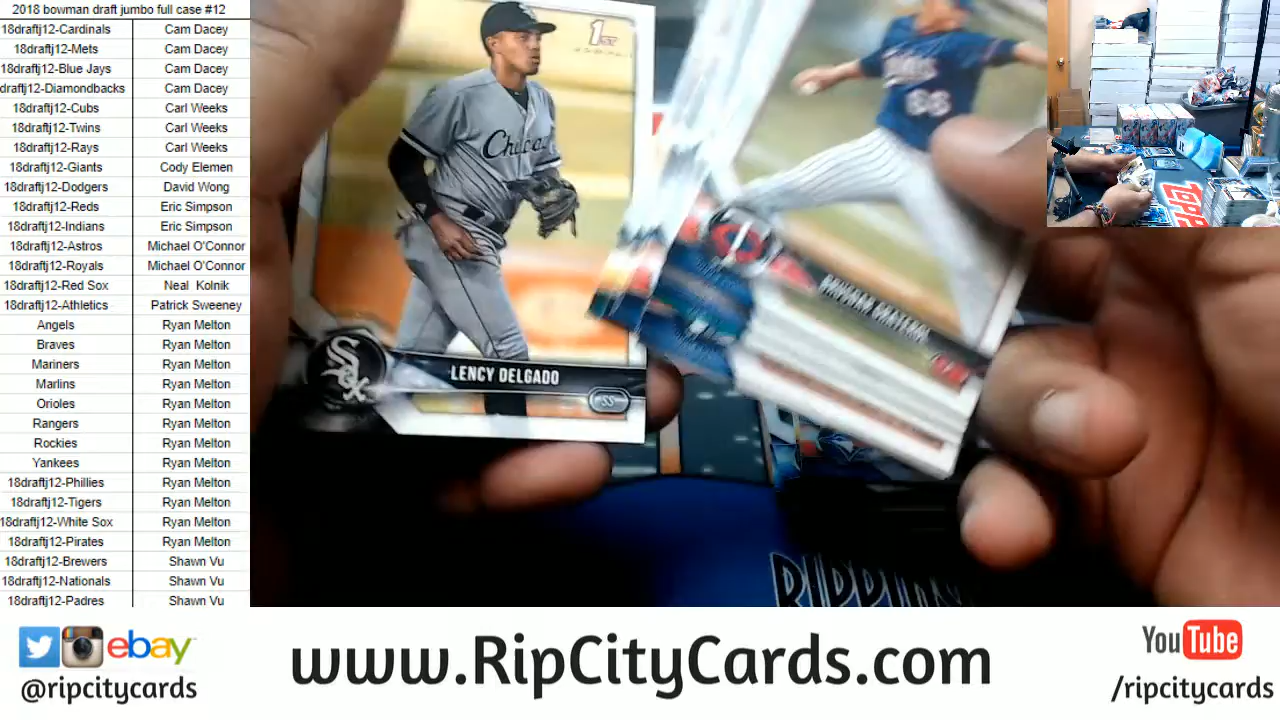 2018 bowman draft jumbo full case #12
18draftj12-Cardinals Cam Dacey
18draftj12-Mets Cam Dacey
18draftj12-Blue Jays Cam Dacey
draftj12-Diamondbacks Cam Dacey
18draftj12-Cubs Carl Weeks
18draftj12-Twins Carl Weeks
18draftj12-Rays Carl Weeks
18draftj12-Giants Cody Elemen
18draftj12-Dodgers David Wong
18draftj12-Reds Eric Simpson
18draftj12-Indians Eric Simpson
18draftj12-Astros Michael O'Connor
18draftj12-Royals Michael O'Connor
18draftj12-Red Sox Neal Kolnik
18draftj12-Athletics Patrick Sweeney
Angels Ryan Melton
Braves Ryan Melton
Mariners Ryan Melton
Marlins Ryan Melton
Orioles Ryan Melton
Rangers Ryan Melton
Rockies Ryan Melton
Yankees Ryan Melton
18draftj12-Phillies Ryan Melton
18draftj12-Tigers Ryan Melton
18draftj12-White Sox Ryan Melton
18draftj12-Pirates Ryan Melton
18draftj12-Brewers Shawn Vu
18draftj12-Nationals Shawn Vu
18draftj12-Padres Shawn Vu
1ST
Sox
LENCY DELGADO
SS
TOPPS
ebay
@ripcitycards
www.RipCityCards.com
YouTube
/ripcitycards